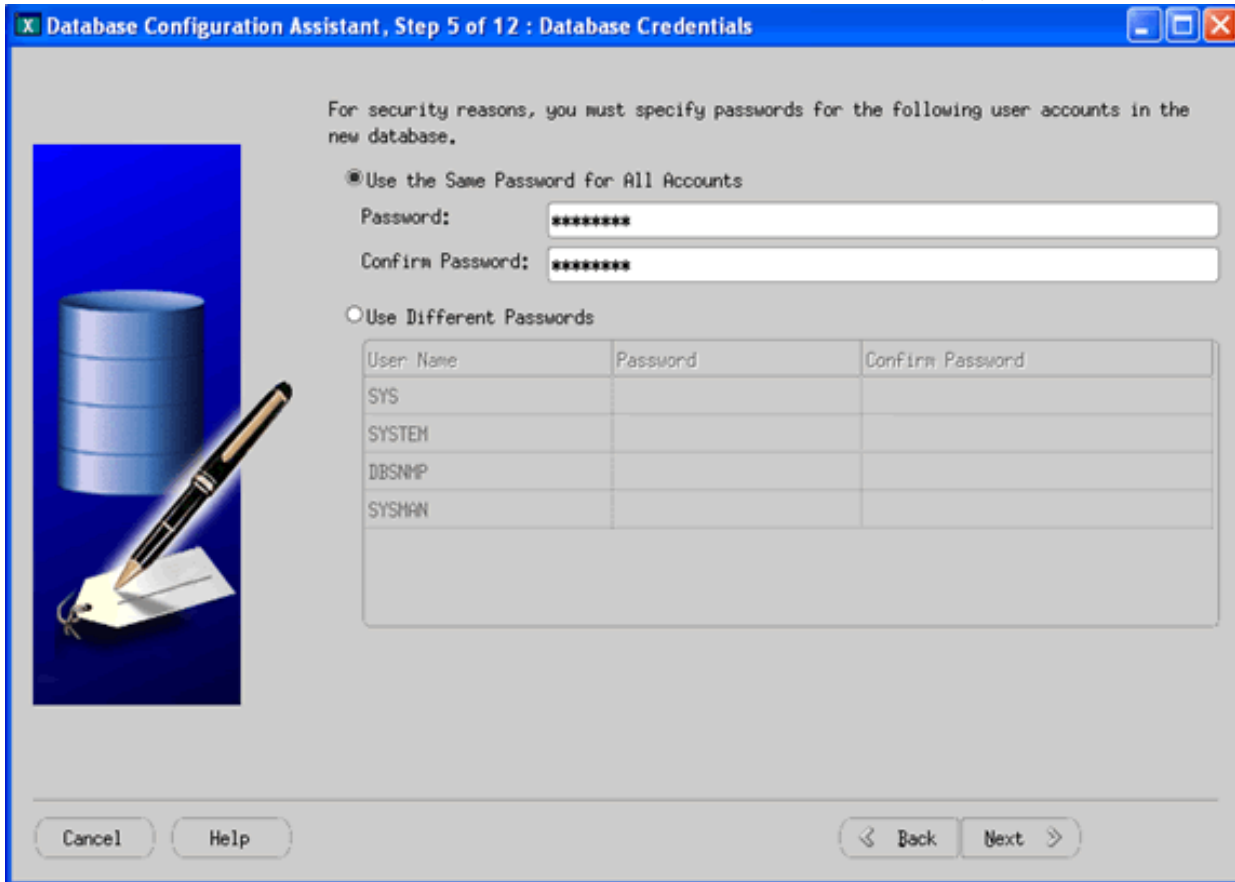 Database Configuration Assistant, Step 5 of 12 : Database Credentials
For security reasons, you must specify passwords for the following user accounts in the
new database.
Use the Same Password for All Accounts
Password: ********
Confirm Password: ********
Use Different Passwords
User Name Password Confirm Password
SYS
SYSTEM
DBSNMP
SYSMAN
Cancel Help Back Next